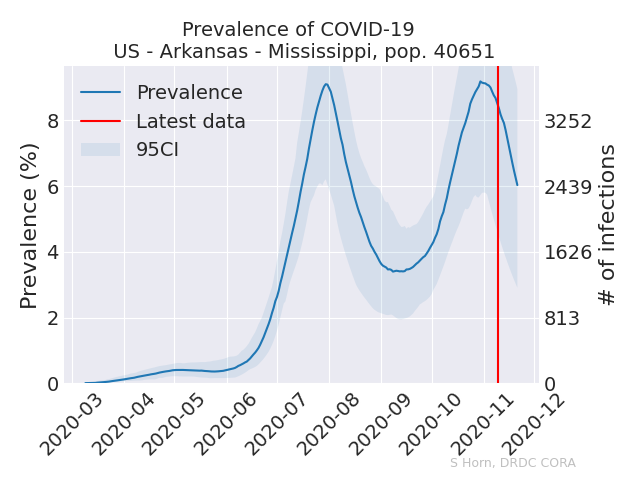 Prevalence of COVID-19
US - Arkansas - Mississippi, pop. 40651
Prevalence
Latest data
95CI
Prevalence (%)
8
6
4
2
0
3252
2439
1626
813
0
# of infections
2020-03
2020-04
2020-05
2020-06
2020-07
2020-08
2020-09
2020-10
2020-11
2020-12
S Horn, DRDC CORA